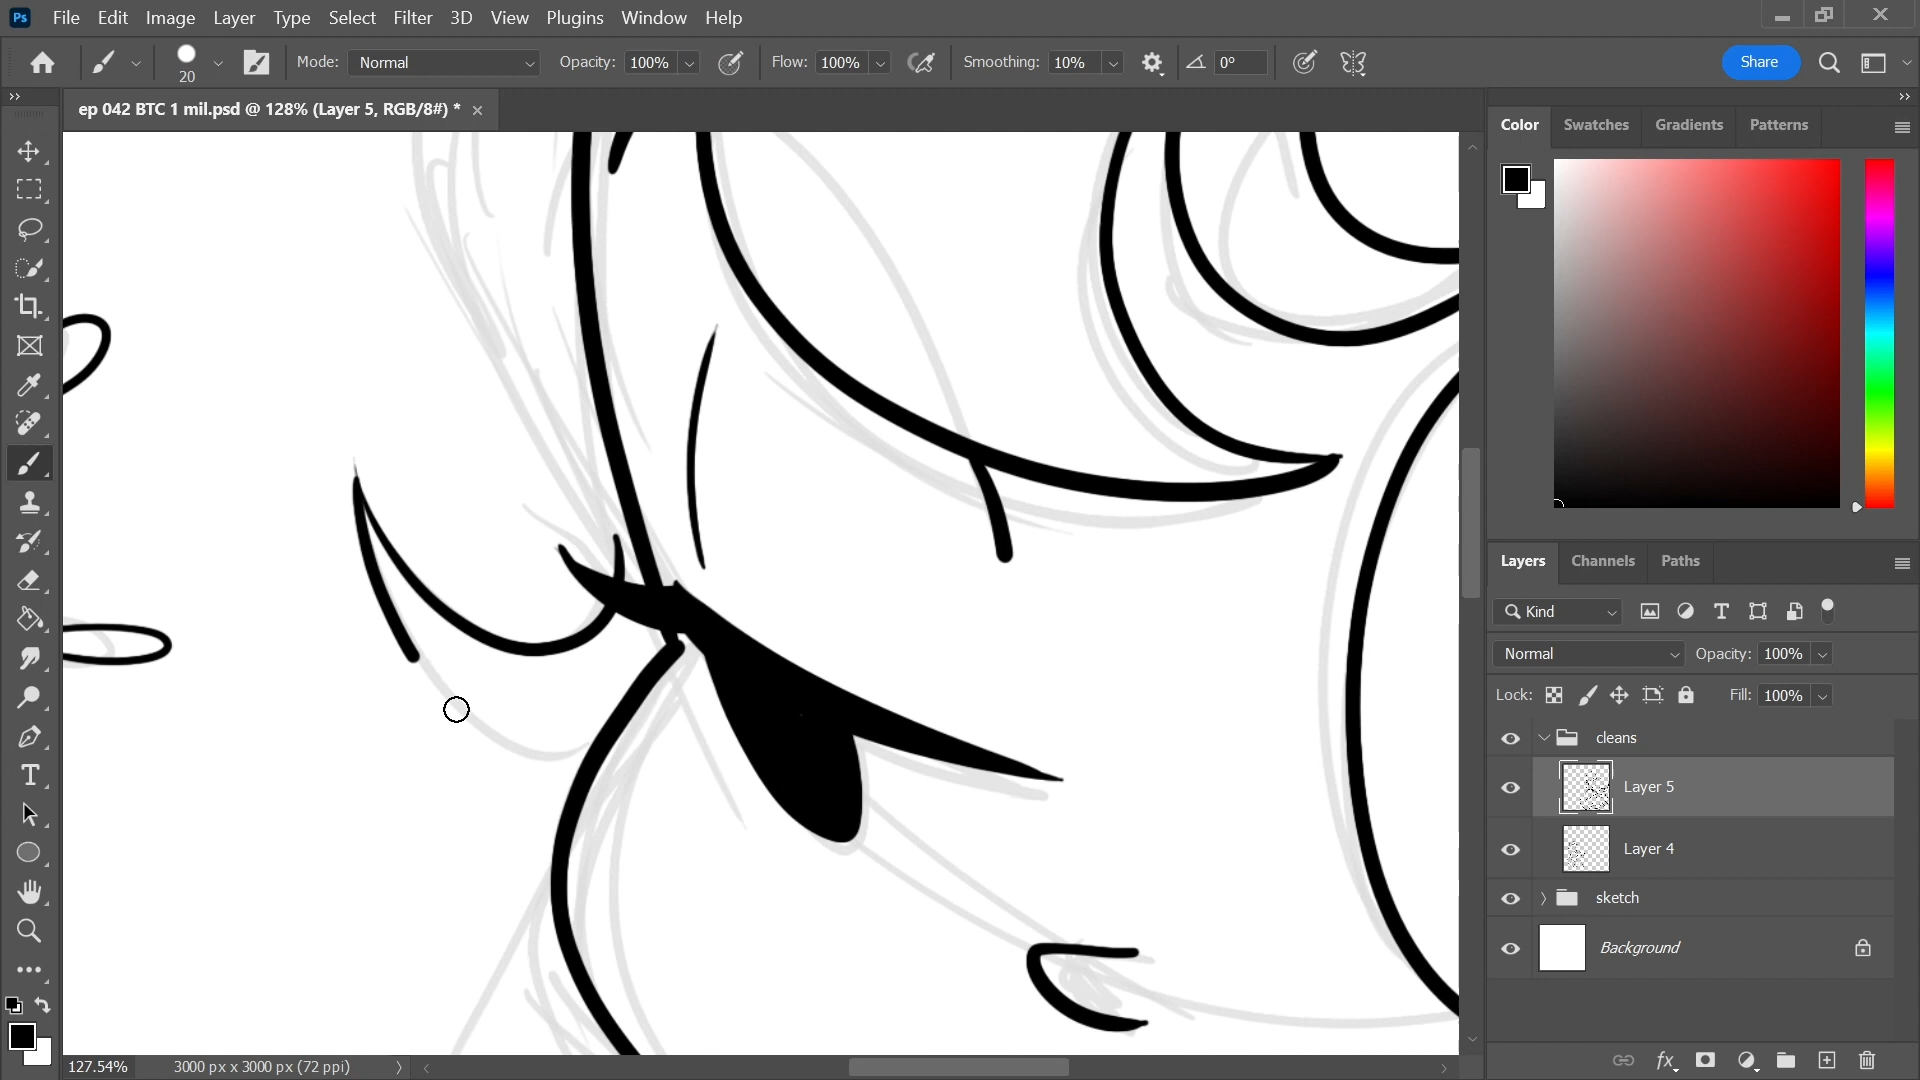 Ps File Edit Image Layer Type Select Filter 3D View Plugins Window Help
20 Mode: Normal Opacity: 100% Flow: 100% Smoothing: 10% 0° Share
ep 042 BTC 1 mil.psd @ 128% (Layer 5, RGB/8#) *
Color Swatches Gradients Patterns
Layers Channels Paths
Kind
Normal Opacity: 100%
Lock: Fill: 100%
cleans
Layer 5
Layer 4
sketch
Background
127.54% 3000 px x 3000 px (72 ppi)